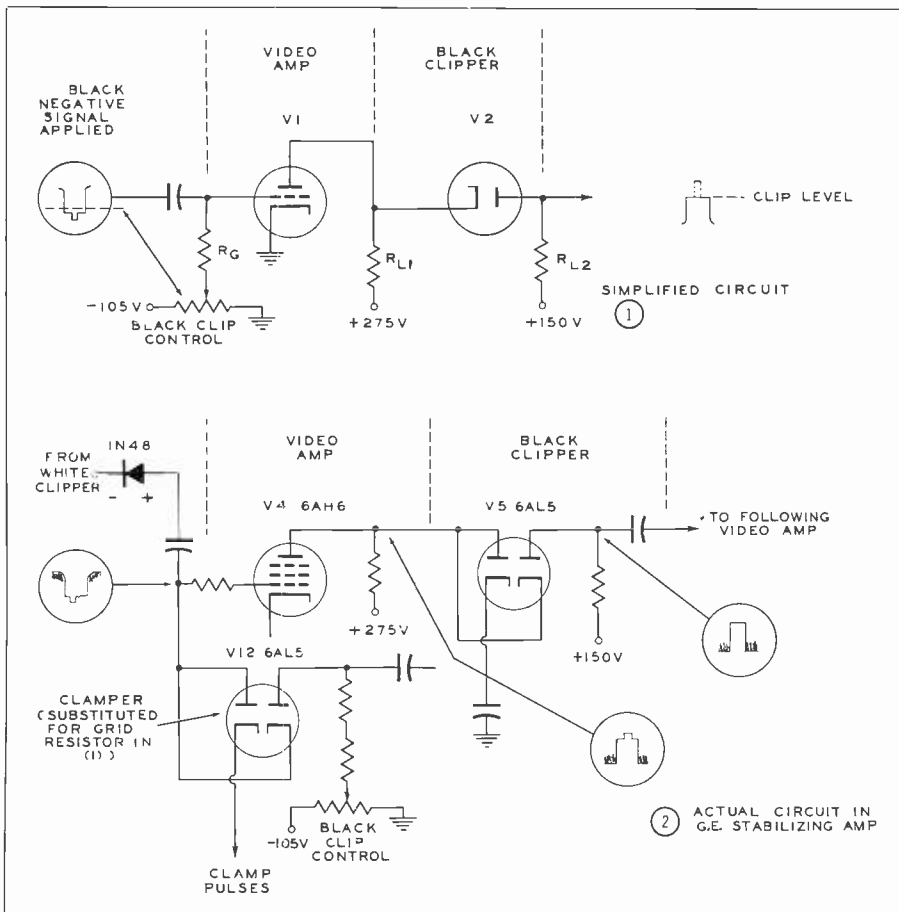 VIDEO
AMP
BLACK
CLIPPER
BLACK
NEGATIVE
SIGNAL
APPLIED
V1
V2
CLIP LEVEL
RG
RL1
RL2
-105V
BLACK CLIP
CONTROL
+275V
+150V
SIMPLIFIED CIRCUIT
1
VIDEO
AMP
BLACK
CLIPPER
1N48
FROM
WHITE
CLIPPER
- +
V4 6AH6
V5 6AL5
TO FOLLOWING
VIDEO AMP
+275V
+150V
V12 6AL5
CLAMPER
(SUBSTITUTED
FOR GRID
RESISTOR IN
(1))
-105V
BLACK
CLIP
CONTROL
CLAMP
PULSES
2
ACTUAL CIRCUIT IN
G.E. STABILIZING AMP